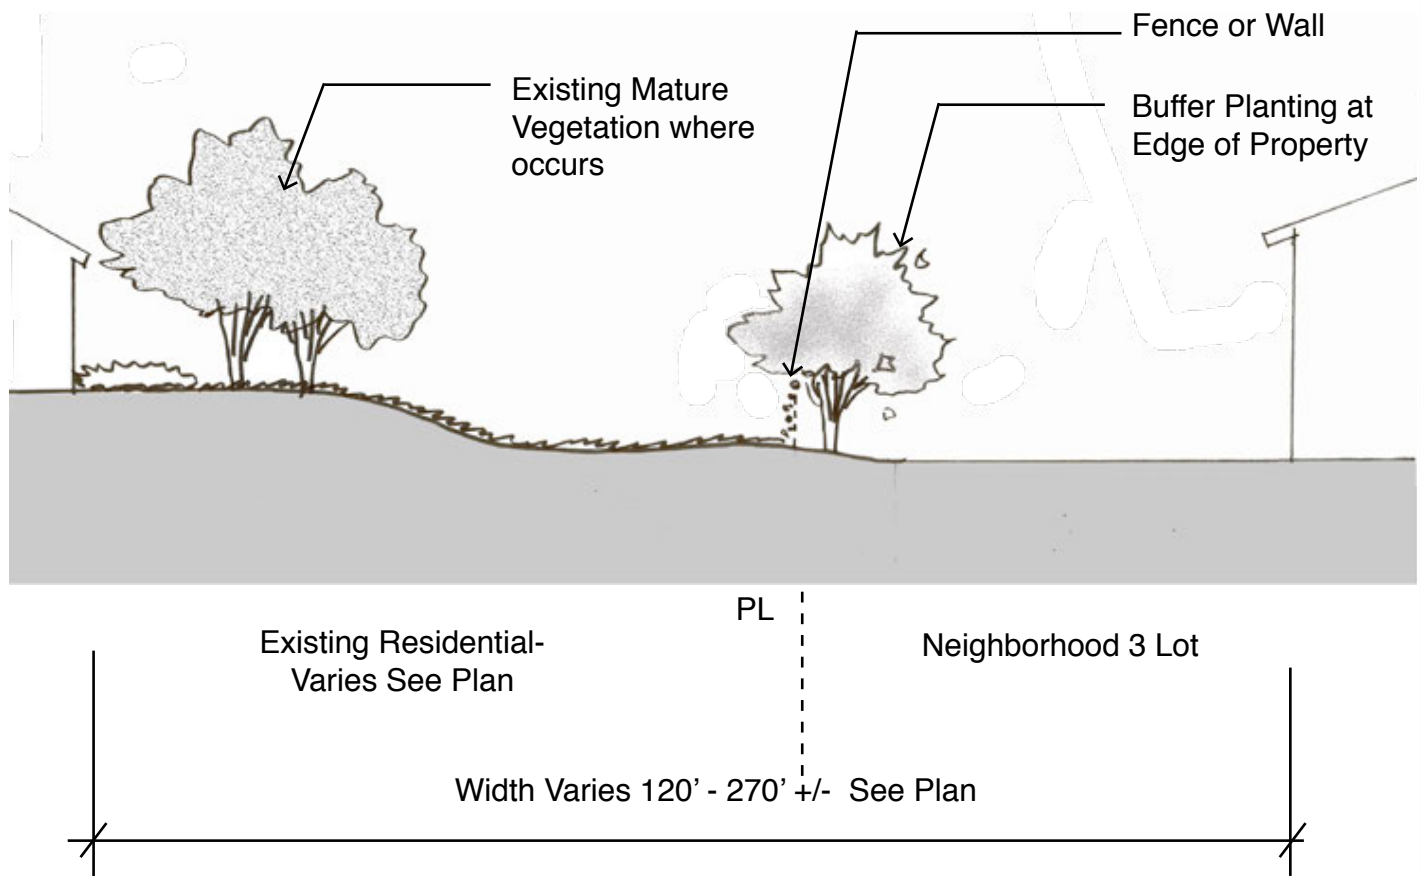 Fence or Wall
Existing Mature
Vegetation where
occurs
Buffer Planting at
Edge of Property
PL
Existing Residential-
Varies See Plan
Neighborhood 3 Lot
Width Varies 120’ - 270’ +/-  See Plan